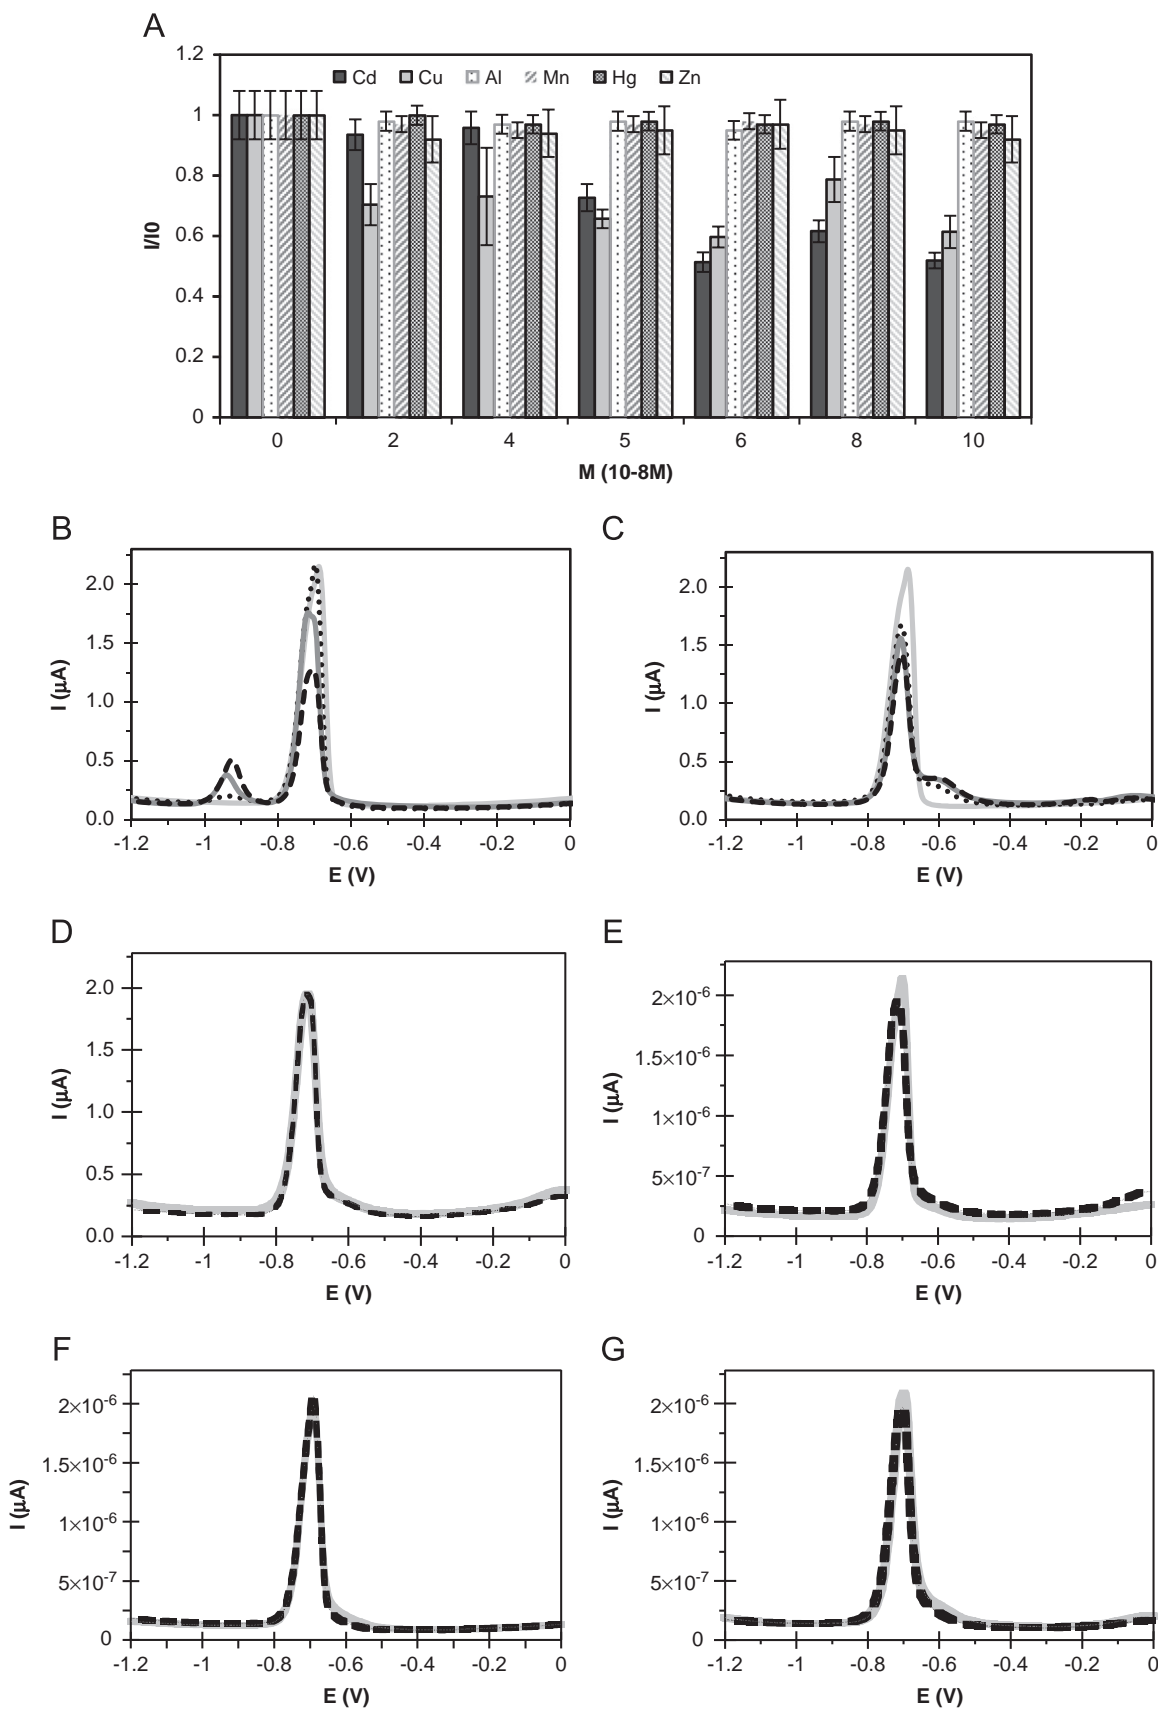 A
1.2
Cd Cu Al Mn Hg Zn
1
0.8
0.6
0.4
0.2
0
I/I0
0 2 4 5 6 8 10
M (10-8M)
B
2.0
1.5
1.0
0.5
0.0
I (µA)
-1.2 -1 -0.8 -0.6 -0.4 -0.2 0
E (V)
C
2.0
1.5
1.0
0.5
0.0
I (µA)
-1.2 -1 -0.8 -0.6 -0.4 -0.2 0
E (V)
D
2.0
1.5
1.0
0.5
0.0
I (µA)
-1.2 -1 -0.8 -0.6 -0.4 -0.2 0
E (V)
E
2×10⁻⁶
1.5×10⁻⁶
1×10⁻⁶
5×10⁻⁷
0
I (µA)
-1.2 -1 -0.8 -0.6 -0.4 -0.2 0
E (V)
F
2×10⁻⁶
1.5×10⁻⁶
1×10⁻⁶
5×10⁻⁷
0
I (µA)
-1.2 -1 -0.8 -0.6 -0.4 -0.2 0
E (V)
G
2×10⁻⁶
1.5×10⁻⁶
1×10⁻⁶
5×10⁻⁷
0
I (µA)
-1.2 -1 -0.8 -0.6 -0.4 -0.2 0
E (V)